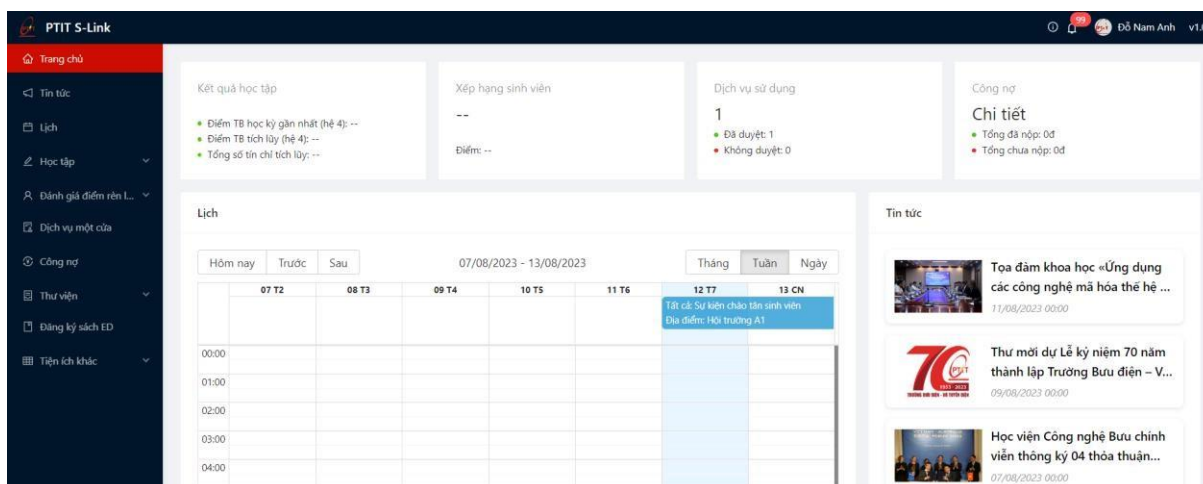 PTIT S-Link
99
Đỗ Nam Anh
Trang chủ
Tin tức
Lịch
Học tập
Đánh giá điểm rèn l...
Dịch vụ một cửa
Công nợ
Thư viện
Đăng ký sách ED
Tiện ích khác
Kết quả học tập
Điểm TB học kỳ gần nhất (hệ 4): --
Điểm TB tích lũy (hệ 4): --
Tổng số tín chỉ tích lũy: --
Xếp hạng sinh viên
--
Điểm: --
Dịch vụ sử dụng
1
Đã duyệt: 1
Không duyệt: 0
Công nợ
Chi tiết
Tổng đã nộp: 0đ
Tổng chưa nộp: 0đ
Lịch
Hôm nay Trước Sau 07/08/2023 - 13/08/2023 Tháng Tuần Ngày
07 T2 08 T3 09 T4 10 T5 11 T6 12 T7 13 CN
Tất cả: Sự kiện chào tân sinh viên
Địa điểm: Hội trường A1
00:00
01:00
02:00
03:00
04:00
Tin tức
Tọa đàm khoa học «Ứng dụng
các công nghệ mã hóa thế hệ ...
11/08/2023 00:00
70
PTIT
1953 - 2023
Thư mời dự Lễ kỷ niệm 70 năm
thành lập Trường Bưu điện – V...
09/08/2023 00:00
Học viện Công nghệ Bưu chính
viễn thông ký 04 thỏa thuận...
07/08/2023 00:00